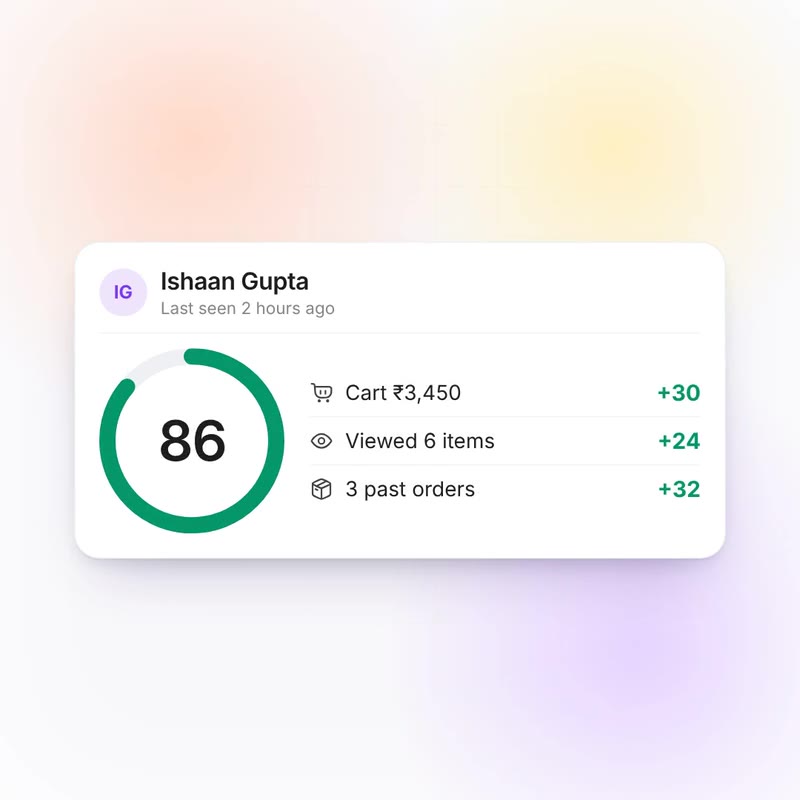 IG
Ishaan Gupta
Last seen 2 hours ago
86
Cart ₹3,450 +30
Viewed 6 items +24
3 past orders +32